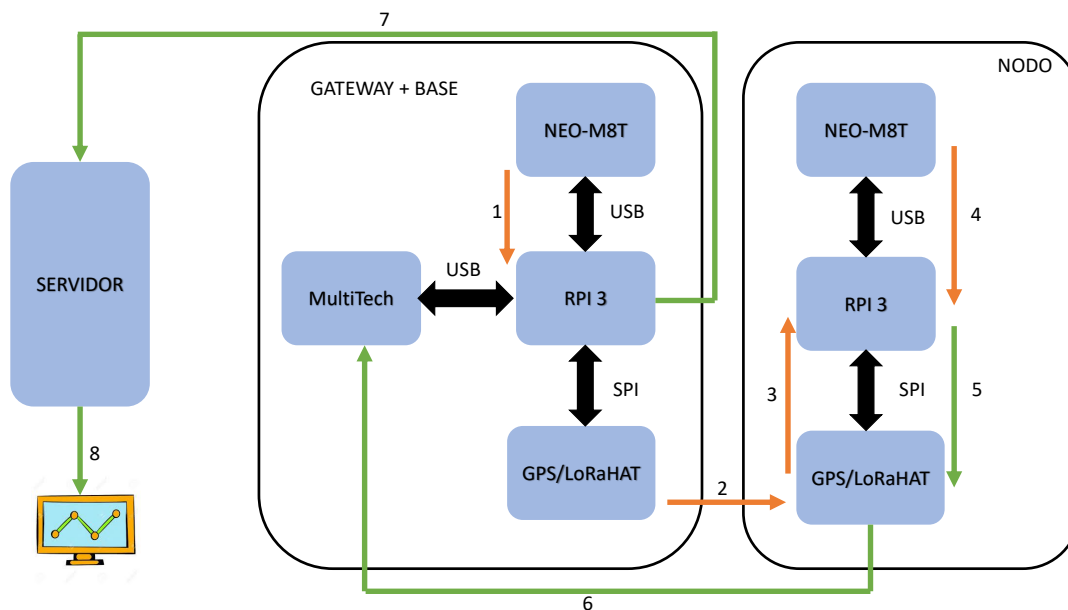 7
GATEWAY + BASE
NODO
NEO-M8T
NEO-M8T
1
USB
USB
4
SERVIDOR
MultiTech
USB
RPI 3
RPI 3
SPI
SPI
3
5
8
GPS/LoRaHAT
2
GPS/LoRaHAT
6